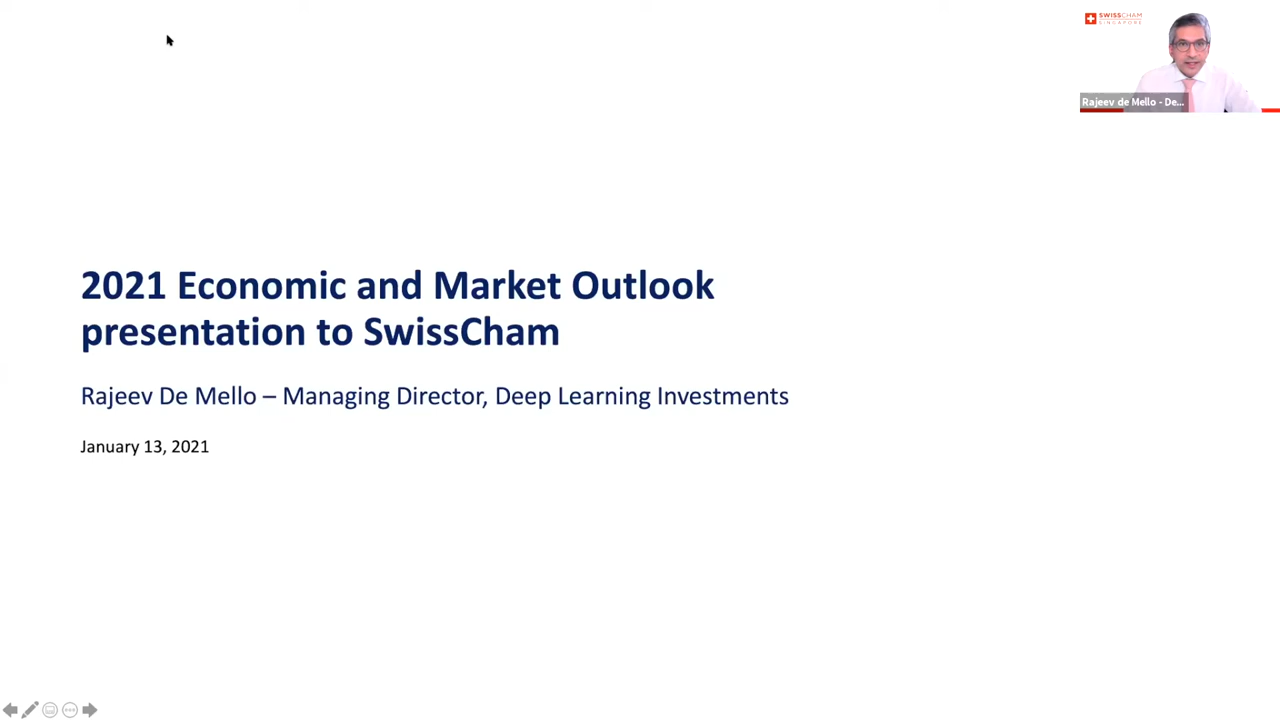 SWISSCHAM
SINGAPORE
Rajeev de Mello - De...
2021 Economic and Market Outlook
presentation to SwissCham
Rajeev De Mello – Managing Director, Deep Learning Investments
January 13, 2021